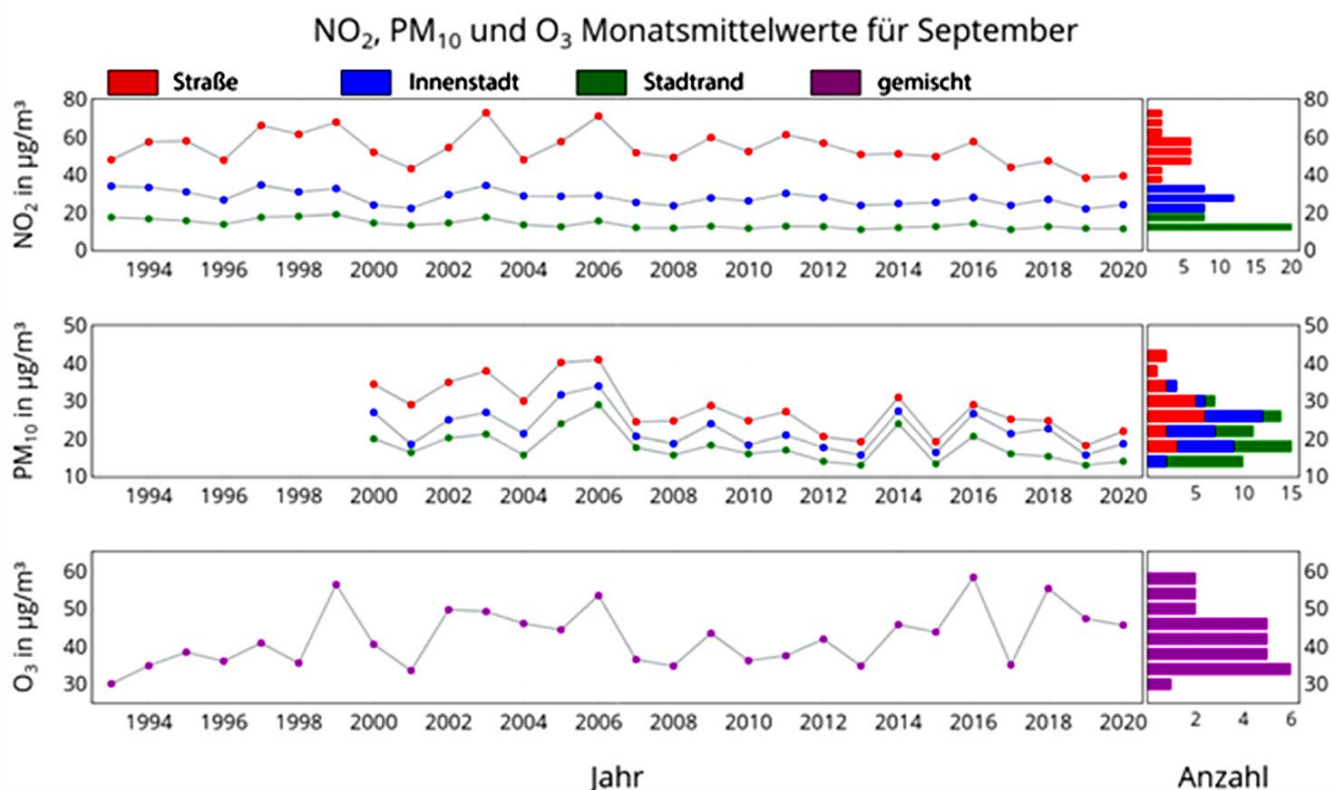 NO₂, PM₁₀ und O₃ Monatsmittelwerte für September
Straße Innenstadt Stadtrand gemischt
NO₂ in µg/m³
80
60
40
20
0
1994 1996 1998 2000 2002 2004 2006 2008 2010 2012 2014 2016 2018 2020
80
60
40
20
0
5 10 15 20
PM₁₀ in µg/m³
50
40
30
20
10
1994 1996 1998 2000 2002 2004 2006 2008 2010 2012 2014 2016 2018 2020
50
40
30
20
10
5 10 15
O₃ in µg/m³
60
50
40
30
1994 1996 1998 2000 2002 2004 2006 2008 2010 2012 2014 2016 2018 2020
60
50
40
30
2 4 6
Jahr Anzahl